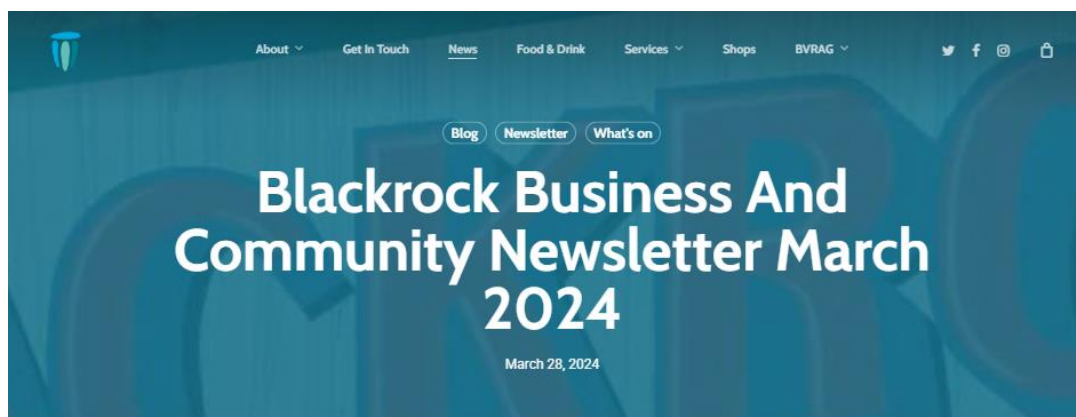 About Get In Touch News Food & Drink Services Shops BVRAG
Blog Newsletter What's on
Blackrock Business And
Community Newsletter March
2024
March 28, 2024